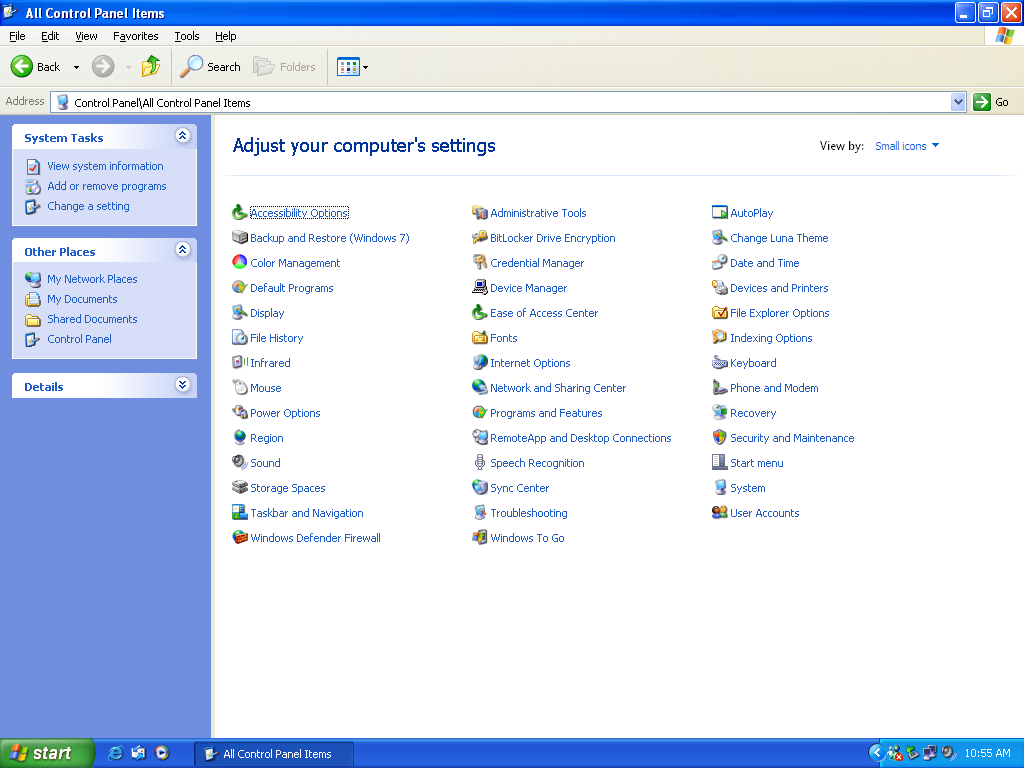 All Control Panel Items
File Edit View Favorites Tools Help
Back Search Folders
Address Control Panel\All Control Panel Items Go
System Tasks
View system information
Add or remove programs
Change a setting
Other Places
My Network Places
My Documents
Shared Documents
Control Panel
Details
Adjust your computer's settings
View by: Small icons
Accessibility Options Administrative Tools AutoPlay
Backup and Restore (Windows 7) BitLocker Drive Encryption Change Luna Theme
Color Management Credential Manager Date and Time
Default Programs Device Manager Devices and Printers
Display Ease of Access Center File Explorer Options
File History Fonts Indexing Options
Infrared Internet Options Keyboard
Mouse Network and Sharing Center Phone and Modem
Power Options Programs and Features Recovery
Region RemoteApp and Desktop Connections Security and Maintenance
Sound Speech Recognition Start menu
Storage Spaces Sync Center System
Taskbar and Navigation Troubleshooting User Accounts
Windows Defender Firewall Windows To Go
start All Control Panel Items 10:55 AM